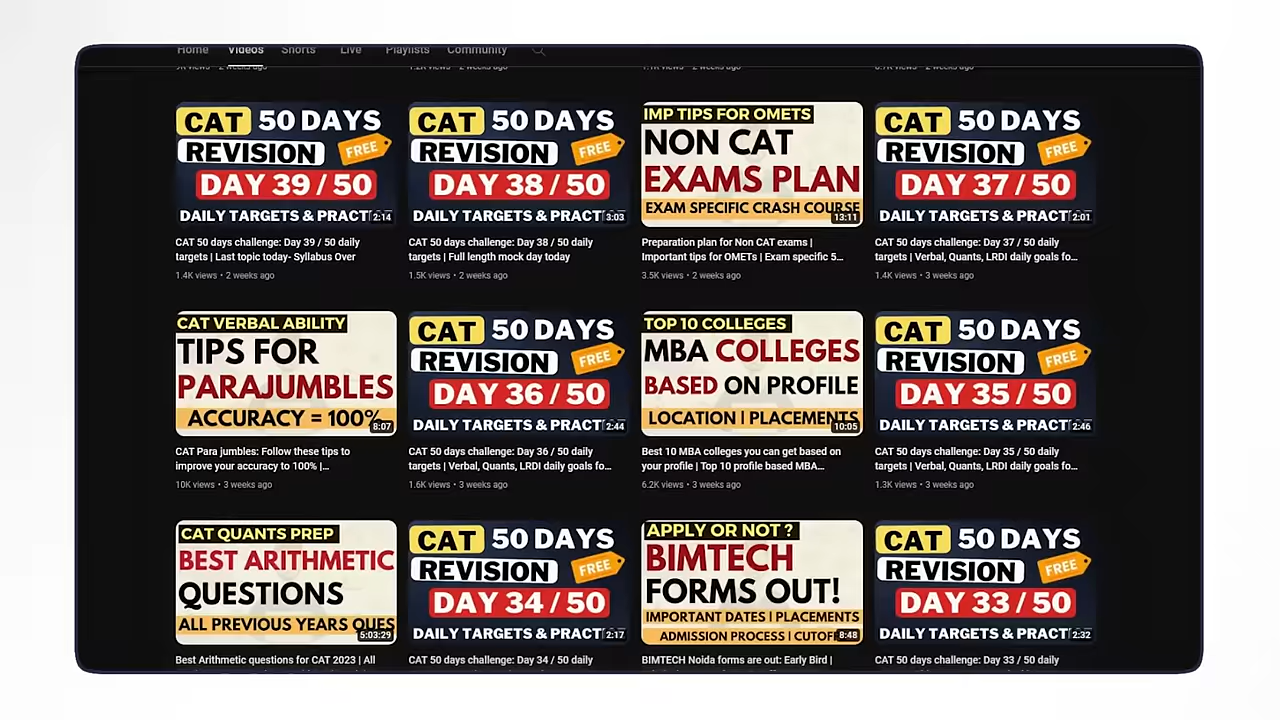 Home Videos Shorts Live Playlists Community
9K views • 2 weeks ago
1.2K views • 2 weeks ago
2 weeks ago
2 weeks ago
CAT 50 DAYS
REVISION FREE
DAY 39 / 50
DAILY TARGETS & PRACT
2:14
CAT 50 days challenge: Day 39 / 50 daily
targets | Last topic today- Syllabus Over
1.4K views • 2 weeks ago
CAT 50 DAYS
REVISION FREE
DAY 38 / 50
DAILY TARGETS & PRACT
3:03
CAT 50 days challenge: Day 38 / 50 daily
targets | Full length mock day today
1.5K views • 2 weeks ago
IMP TIPS FOR OMETS
NON CAT
EXAMS PLAN
EXAM SPECIFIC CRASH COURSE
13:11
Preparation plan for Non CAT exams |
Important tips for OMETs | Exam specific 5...
3.5K views • 2 weeks ago
CAT 50 DAYS
REVISION FREE
DAY 37 / 50
DAILY TARGETS & PRACT
2:01
CAT 50 days challenge: Day 37 / 50 daily
targets | Verbal, Quants, LRDI daily goals fo...
1.4K views • 3 weeks ago
CAT VERBAL ABILITY
TIPS FOR
PARAJUMBLES
ACCURACY = 100%
8:07
CAT Para jumbles: Follow these tips to
improve your accuracy to 100% |...
10K views • 3 weeks ago
CAT 50 DAYS
REVISION FREE
DAY 36 / 50
DAILY TARGETS & PRACT
2:44
CAT 50 days challenge: Day 36 / 50 daily
targets | Verbal, Quants, LRDI daily goals fo...
1.6K views • 3 weeks ago
TOP 10 COLLEGES
MBA COLLEGES
BASED ON PROFILE
LOCATION | PLACEMENTS
10:05
Best 10 MBA colleges you can get based on
your profile | Top 10 profile based MBA...
6.2K views • 3 weeks ago
CAT 50 DAYS
REVISION FREE
DAY 35 / 50
DAILY TARGETS & PRACT
2:46
CAT 50 days challenge: Day 35 / 50 daily
targets | Verbal, Quants, LRDI daily goals fo...
1.3K views • 3 weeks ago
CAT QUANTS PREP
BEST ARITHMETIC
QUESTIONS
ALL PREVIOUS YEARS QUES
5:03:29
Best Arithmetic questions for CAT 2023 | All
CAT 50 DAYS
REVISION FREE
DAY 34 / 50
DAILY TARGETS & PRACT
2:17
CAT 50 days challenge: Day 34 / 50 daily
APPLY OR NOT ?
BIMTECH
FORMS OUT!
IMPORTANT DATES | PLACEMENTS
ADMISSION PROCESS | CUTOFF
8:48
BIMTECH Noida forms are out: Early Bird |
CAT 50 DAYS
REVISION FREE
DAY 33 / 50
DAILY TARGETS & PRACT
2:32
CAT 50 days challenge: Day 33 / 50 daily